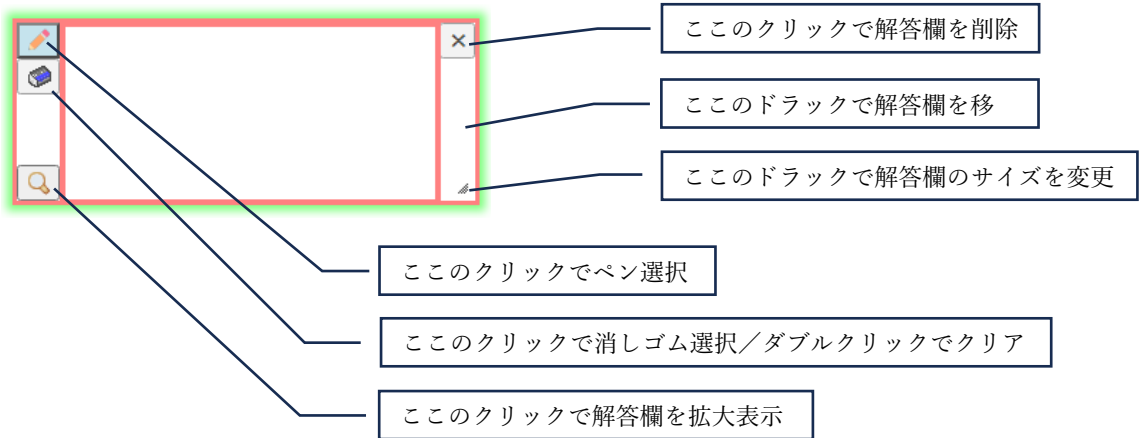 ここのクリックで解答欄を削除
ここのドラックで解答欄を移
ここのドラックで解答欄のサイズを変更
ここのクリックでペン選択
ここのクリックで消しゴム選択／ダブルクリックでクリア
ここのクリックで解答欄を拡大表示